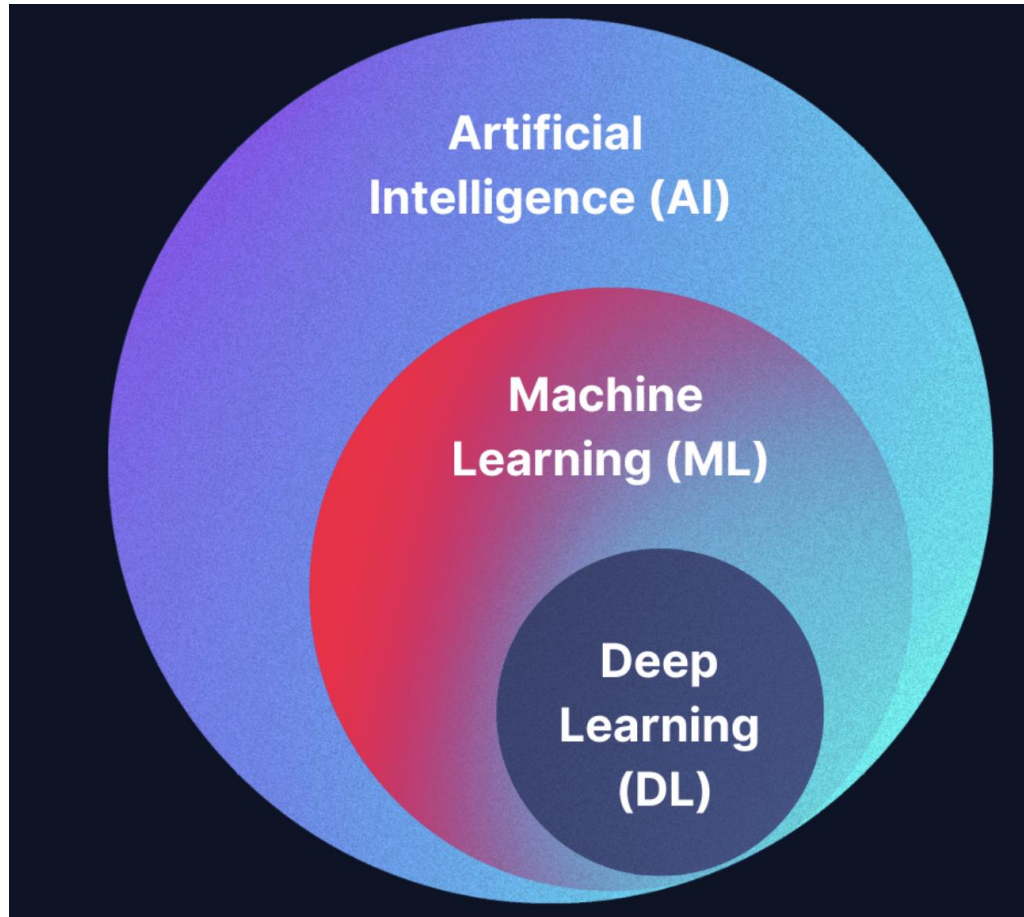 Artificial
Intelligence (AI)
Machine
Learning (ML)
Deep
Learning
(DL)